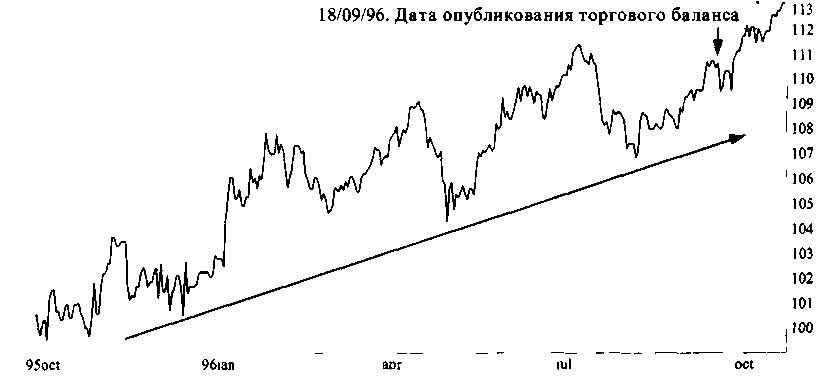 18/09/96. Дата опубликования торгового баланса
113
112
111
110
109
108
107
106
105
104
103
102
101
100
95oct
96jan
apr
jul
oct